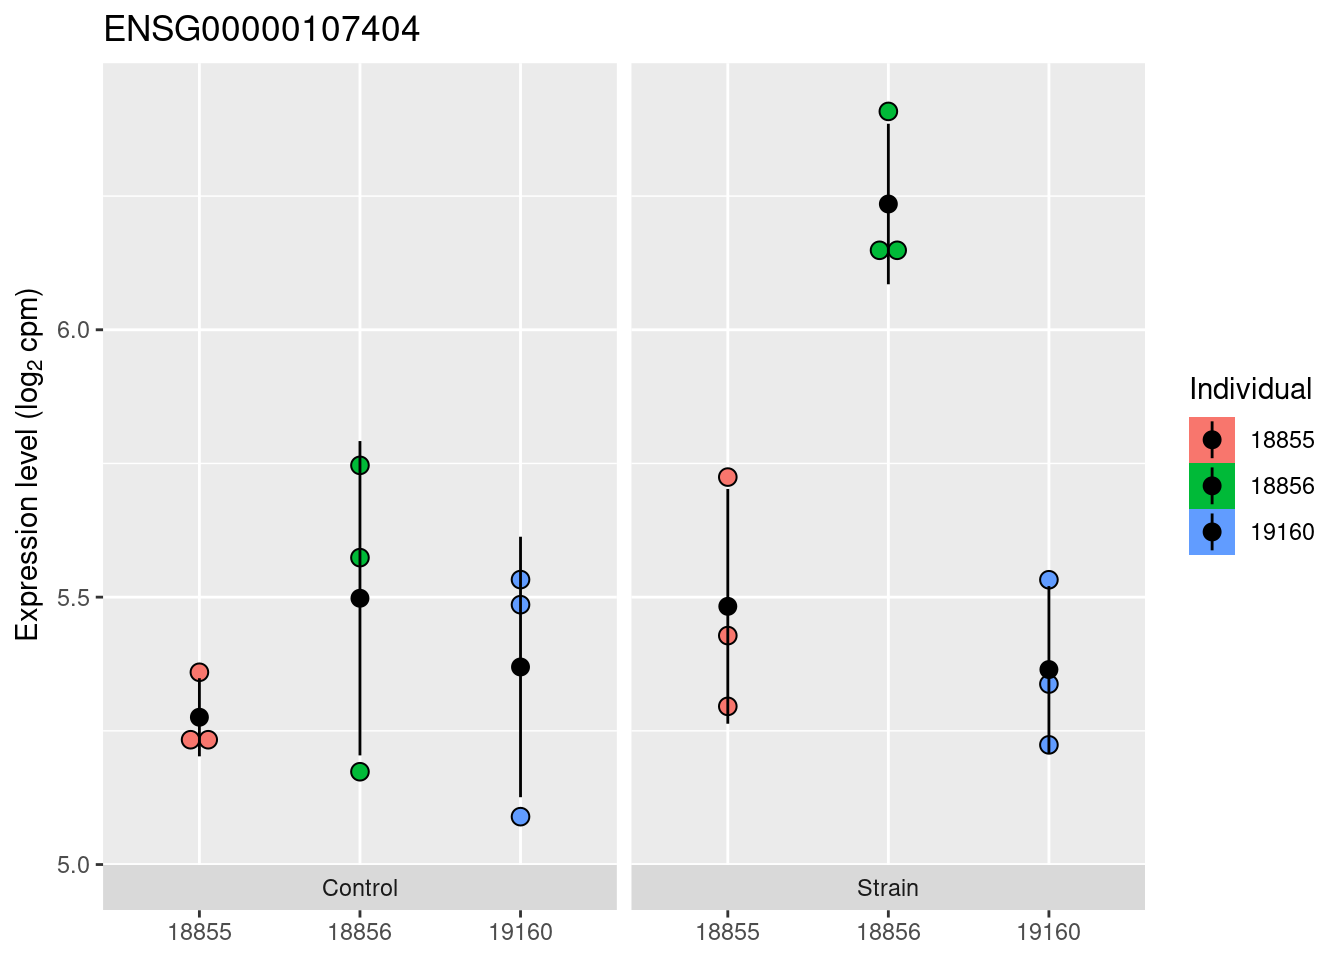 ENSG00000107404
Expression level (log₂ cpm)
6.0
5.5
5.0
Control
Strain
18855
18856
19160
18855
18856
19160
Individual
18855
18856
19160